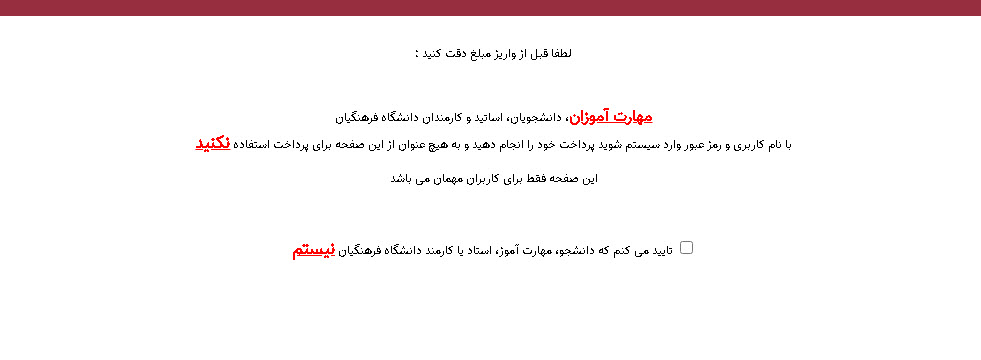 لطفا قبل از واریز مبلغ دقت کنید :
مهارت آموزان، دانشجویان، اساتید و کارمندان دانشگاه فرهنگیان
با نام کاربری و رمز عبور وارد سیستم شوید پرداخت خود را انجام دهید و به هیچ عنوان از این صفحه برای پرداخت استفاده نکنید
این صفحه فقط برای کاربران مهمان می باشد
تایید می کنم که دانشجو، مهارت آموز، استاد یا کارمند دانشگاه فرهنگیان نیستم